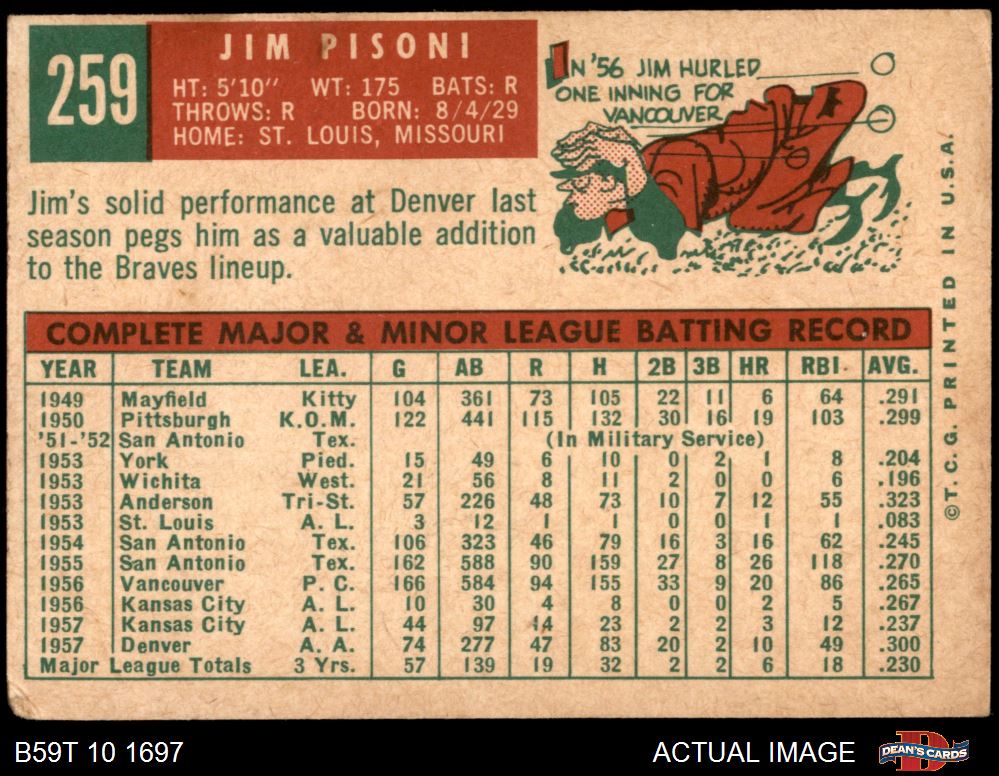 259
JIM PISONI
HT: 5'10" WT: 175 BATS: R
THROWS: R BORN: 8/4/29
HOME: ST. LOUIS, MISSOURI
IN '56 JIM HURLED
ONE INNING FOR
VANCOUVER
Jim's solid performance at Denver last
season pegs him as a valuable addition
to the Braves lineup.
COMPLETE MAJOR & MINOR LEAGUE BATTING RECORD
YEAR TEAM LEA. G AB R H 2B 3B HR RBI. AVG.
1949 Mayfield Kitty 104 361 73 105 22 11 6 64 .291
1950 Pittsburgh K.O.M. 122 441 115 132 30 16 19 103 .299
'51-'52 San Antonio Tex. (In Military Service)
1953 York Pied. 15 49 6 10 0 2 1 8 .204
1953 Wichita West. 21 56 8 11 2 0 0 6 .196
1953 Anderson Tri-St. 57 226 48 73 10 7 12 55 .323
1953 St. Louis A. L. 3 12 1 1 0 0 1 1 .083
1954 San Antonio Tex. 106 323 46 79 16 3 16 62 .245
1955 San Antonio Tex. 162 588 90 159 27 8 26 118 .270
1956 Vancouver P. C. 166 584 94 155 33 9 20 86 .265
1956 Kansas City A. L. 10 30 4 8 0 0 2 5 .267
1957 Kansas City A. L. 44 97 14 23 2 2 3 12 .237
1957 Denver A. A. 74 277 47 83 20 2 10 49 .300
Major League Totals 3 Yrs. 57 139 19 32 2 2 6 18 .230
©T.C.G. PRINTED IN U.S.A.
B59T 10 1697
ACTUAL IMAGE
D
DEAN'S CARDS